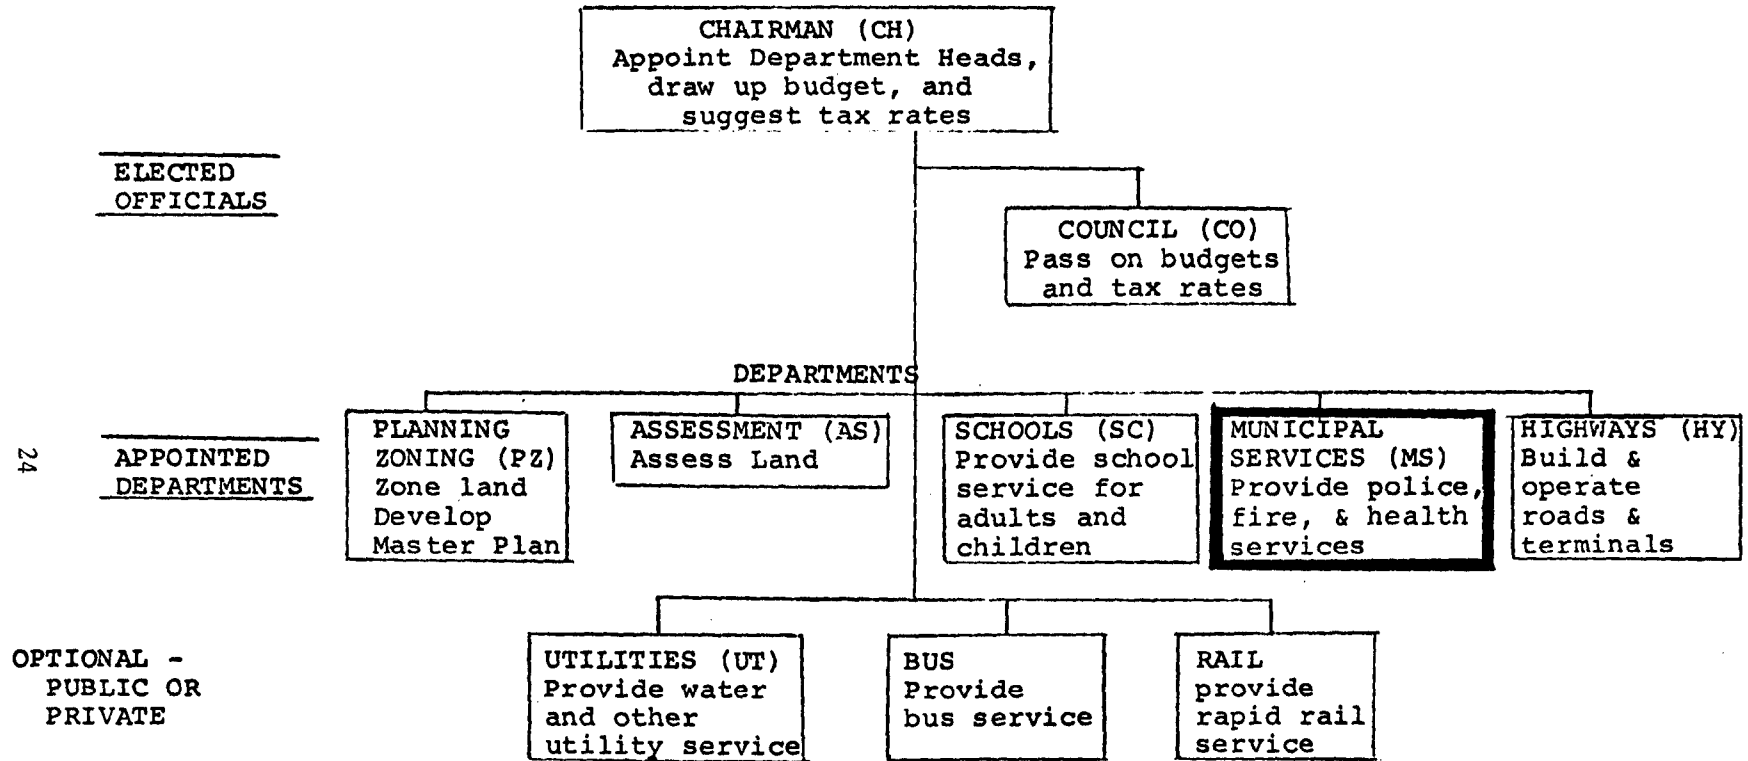 CHAIRMAN (CH)
Appoint Department Heads,
draw up budget, and
suggest tax rates
ELECTED
OFFICIALS
COUNCIL (CO)
Pass on budgets
and tax rates
DEPARTMENTS
24
APPOINTED
DEPARTMENTS
PLANNING
ZONING (PZ)
Zone land
Develop
Master Plan
ASSESSMENT (AS)
Assess Land
SCHOOLS (SC)
Provide school
service for
adults and
children
MUNICIPAL
SERVICES (MS)
Provide police,
fire, & health
services
HIGHWAYS (HY)
Build &
operate
roads &
terminals
OPTIONAL -
PUBLIC OR
PRIVATE
UTILITIES (UT)
Provide water
and other
utility service
BUS
Provide
bus service
RAIL
provide
rapid rail
service